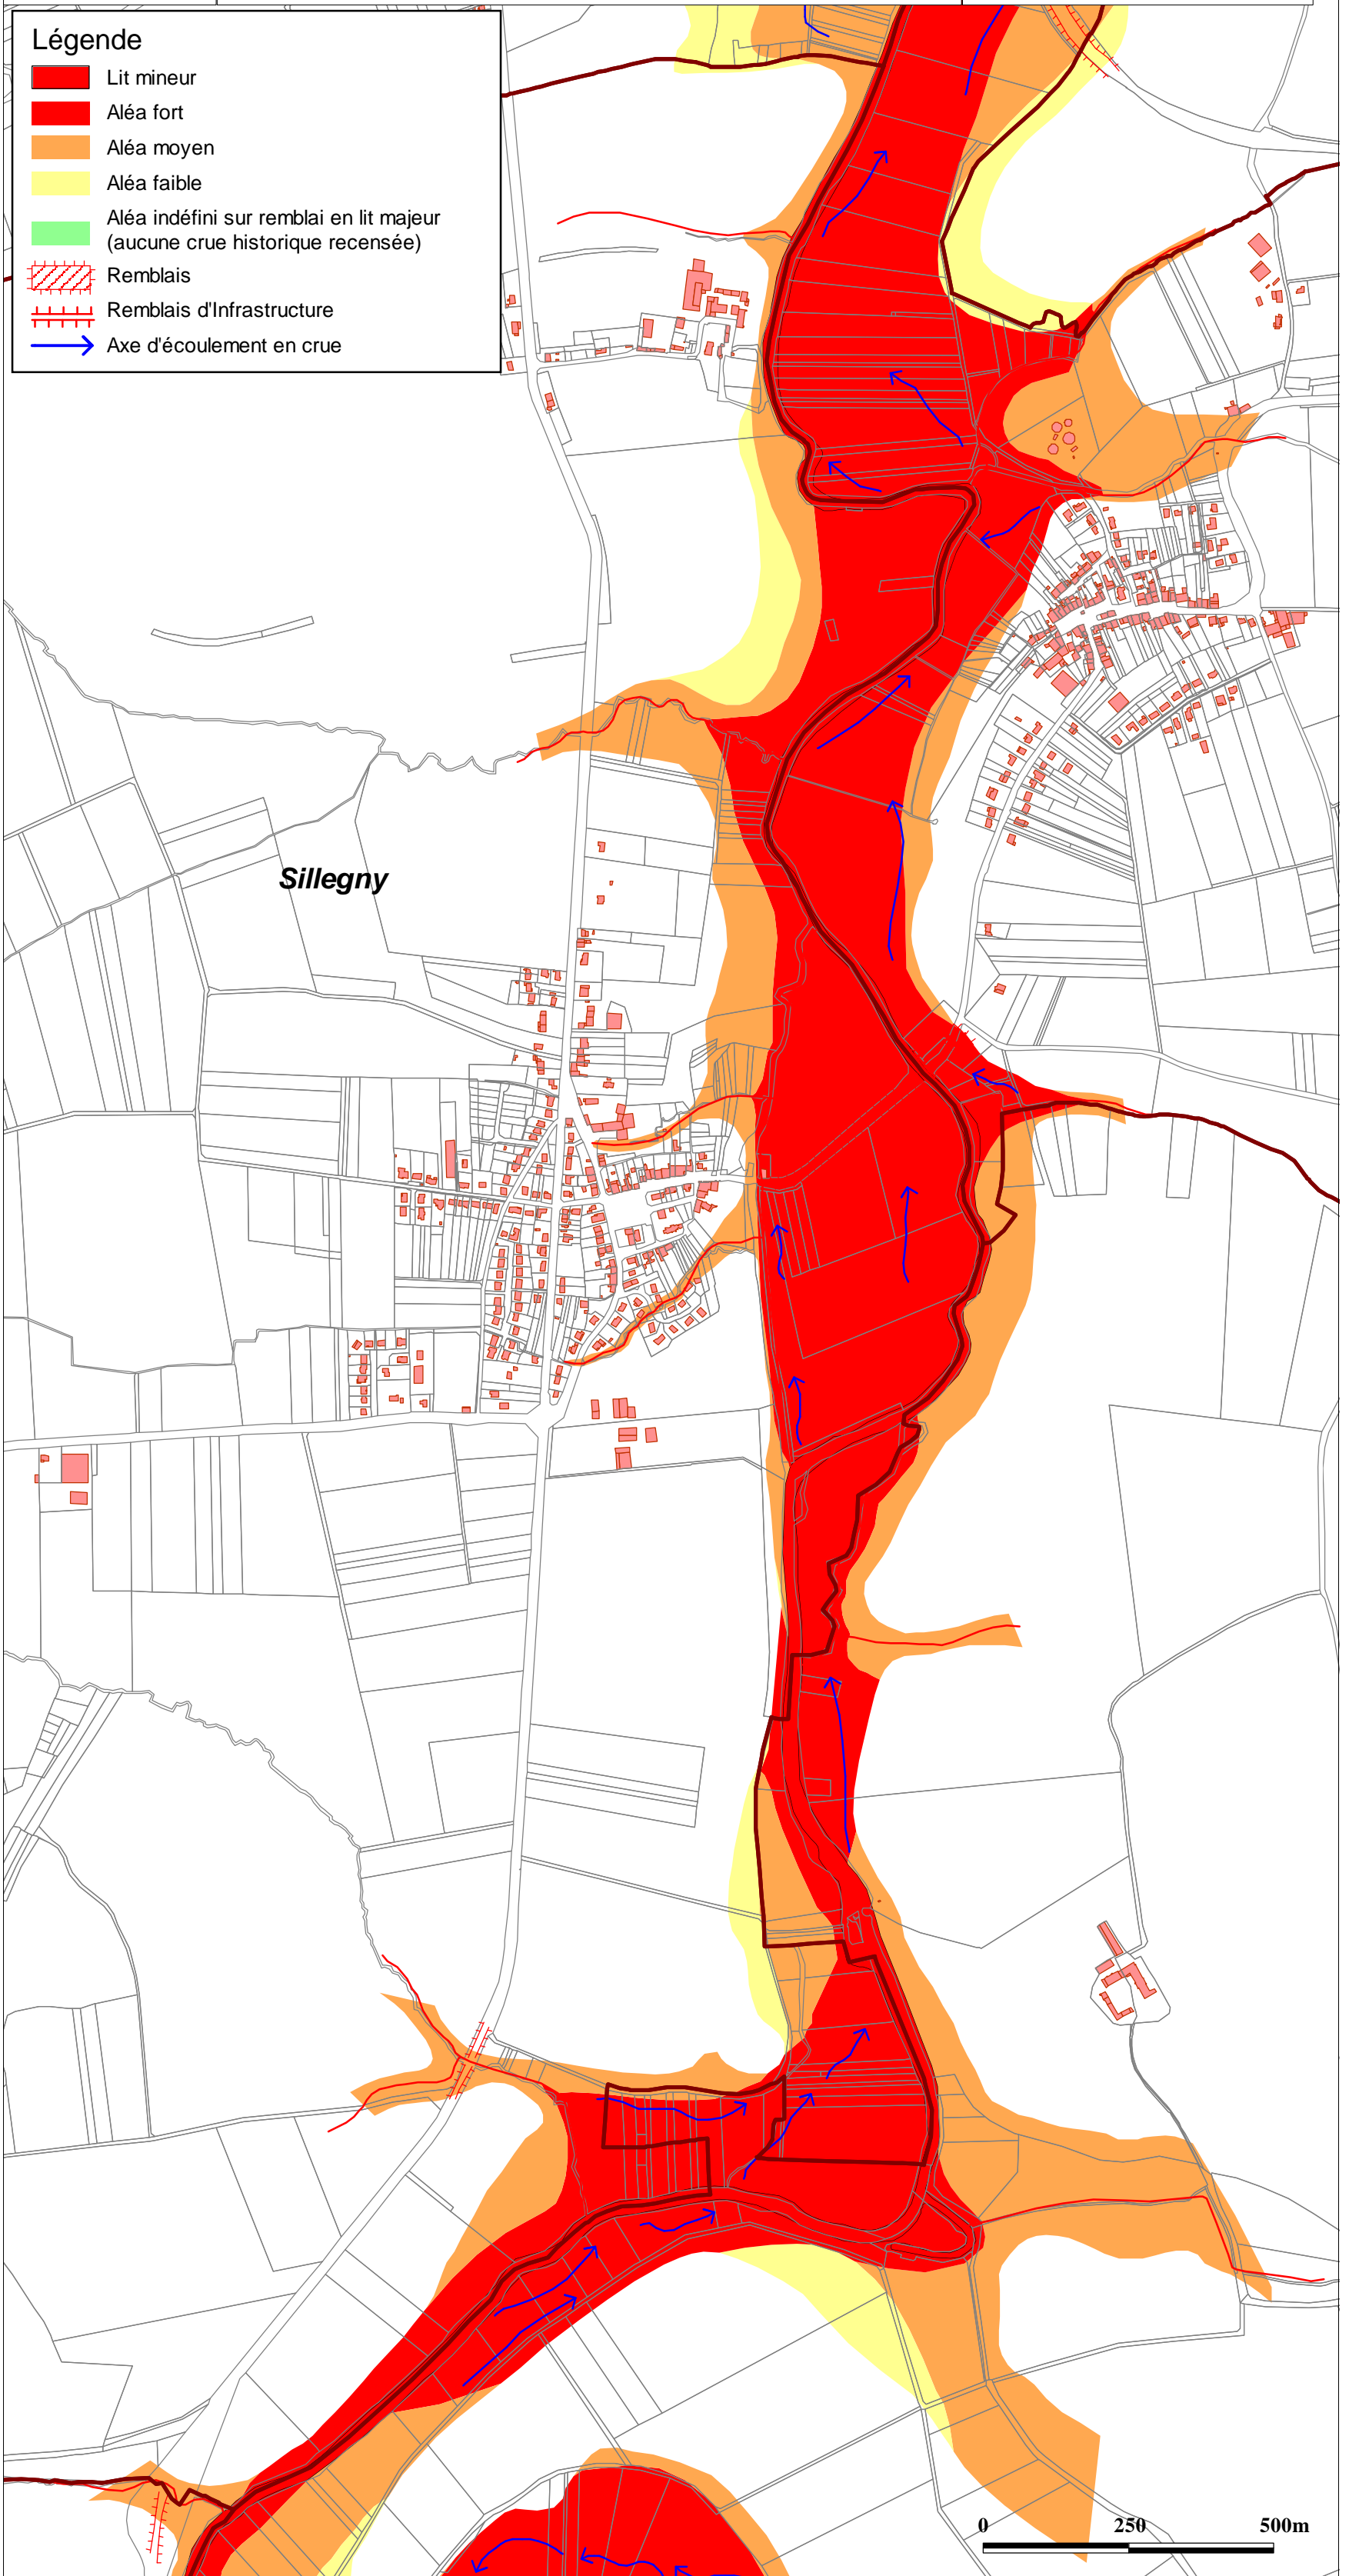 Légende
Lit mineur
Aléa fort
Aléa moyen
Aléa faible
Aléa indéfini sur remblai en lit majeur
(aucune crue historique recensée)
Remblais
Remblais d'Infrastructure
Axe d'écoulement en crue
Sillegny
0 250 500m